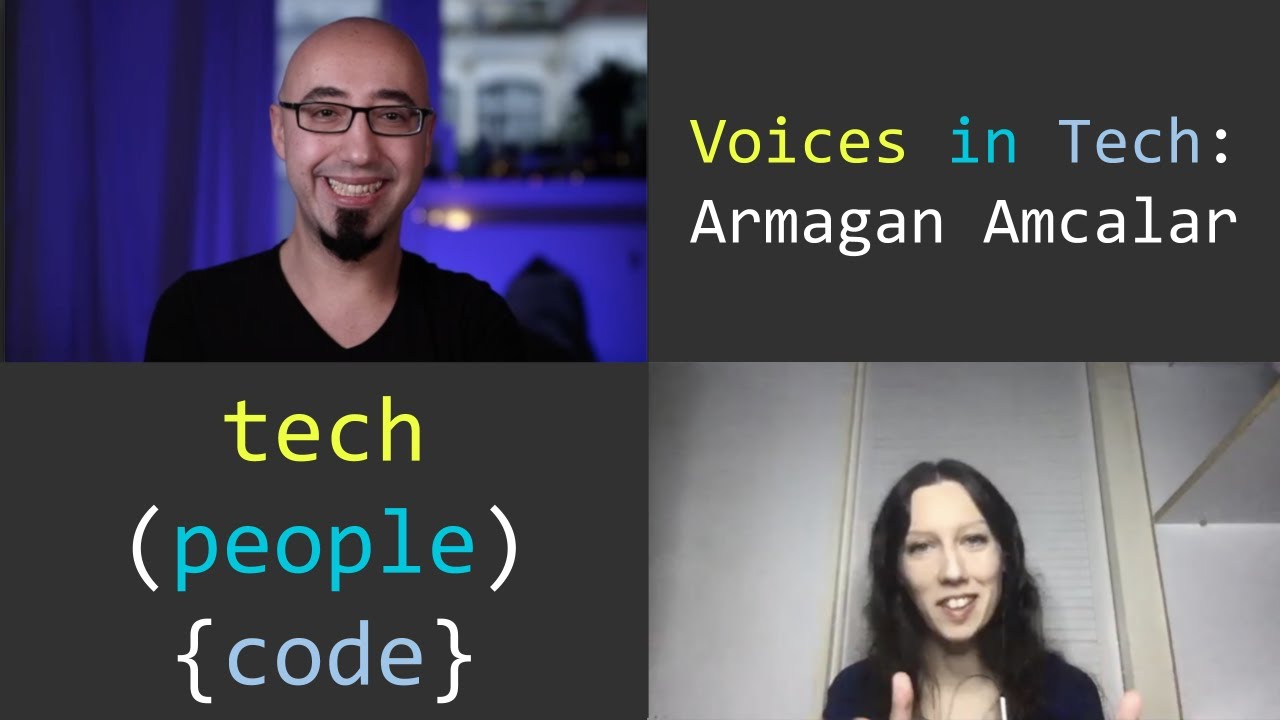 Voices in Tech:
Armagan Amcalar
tech
(people)
{code}